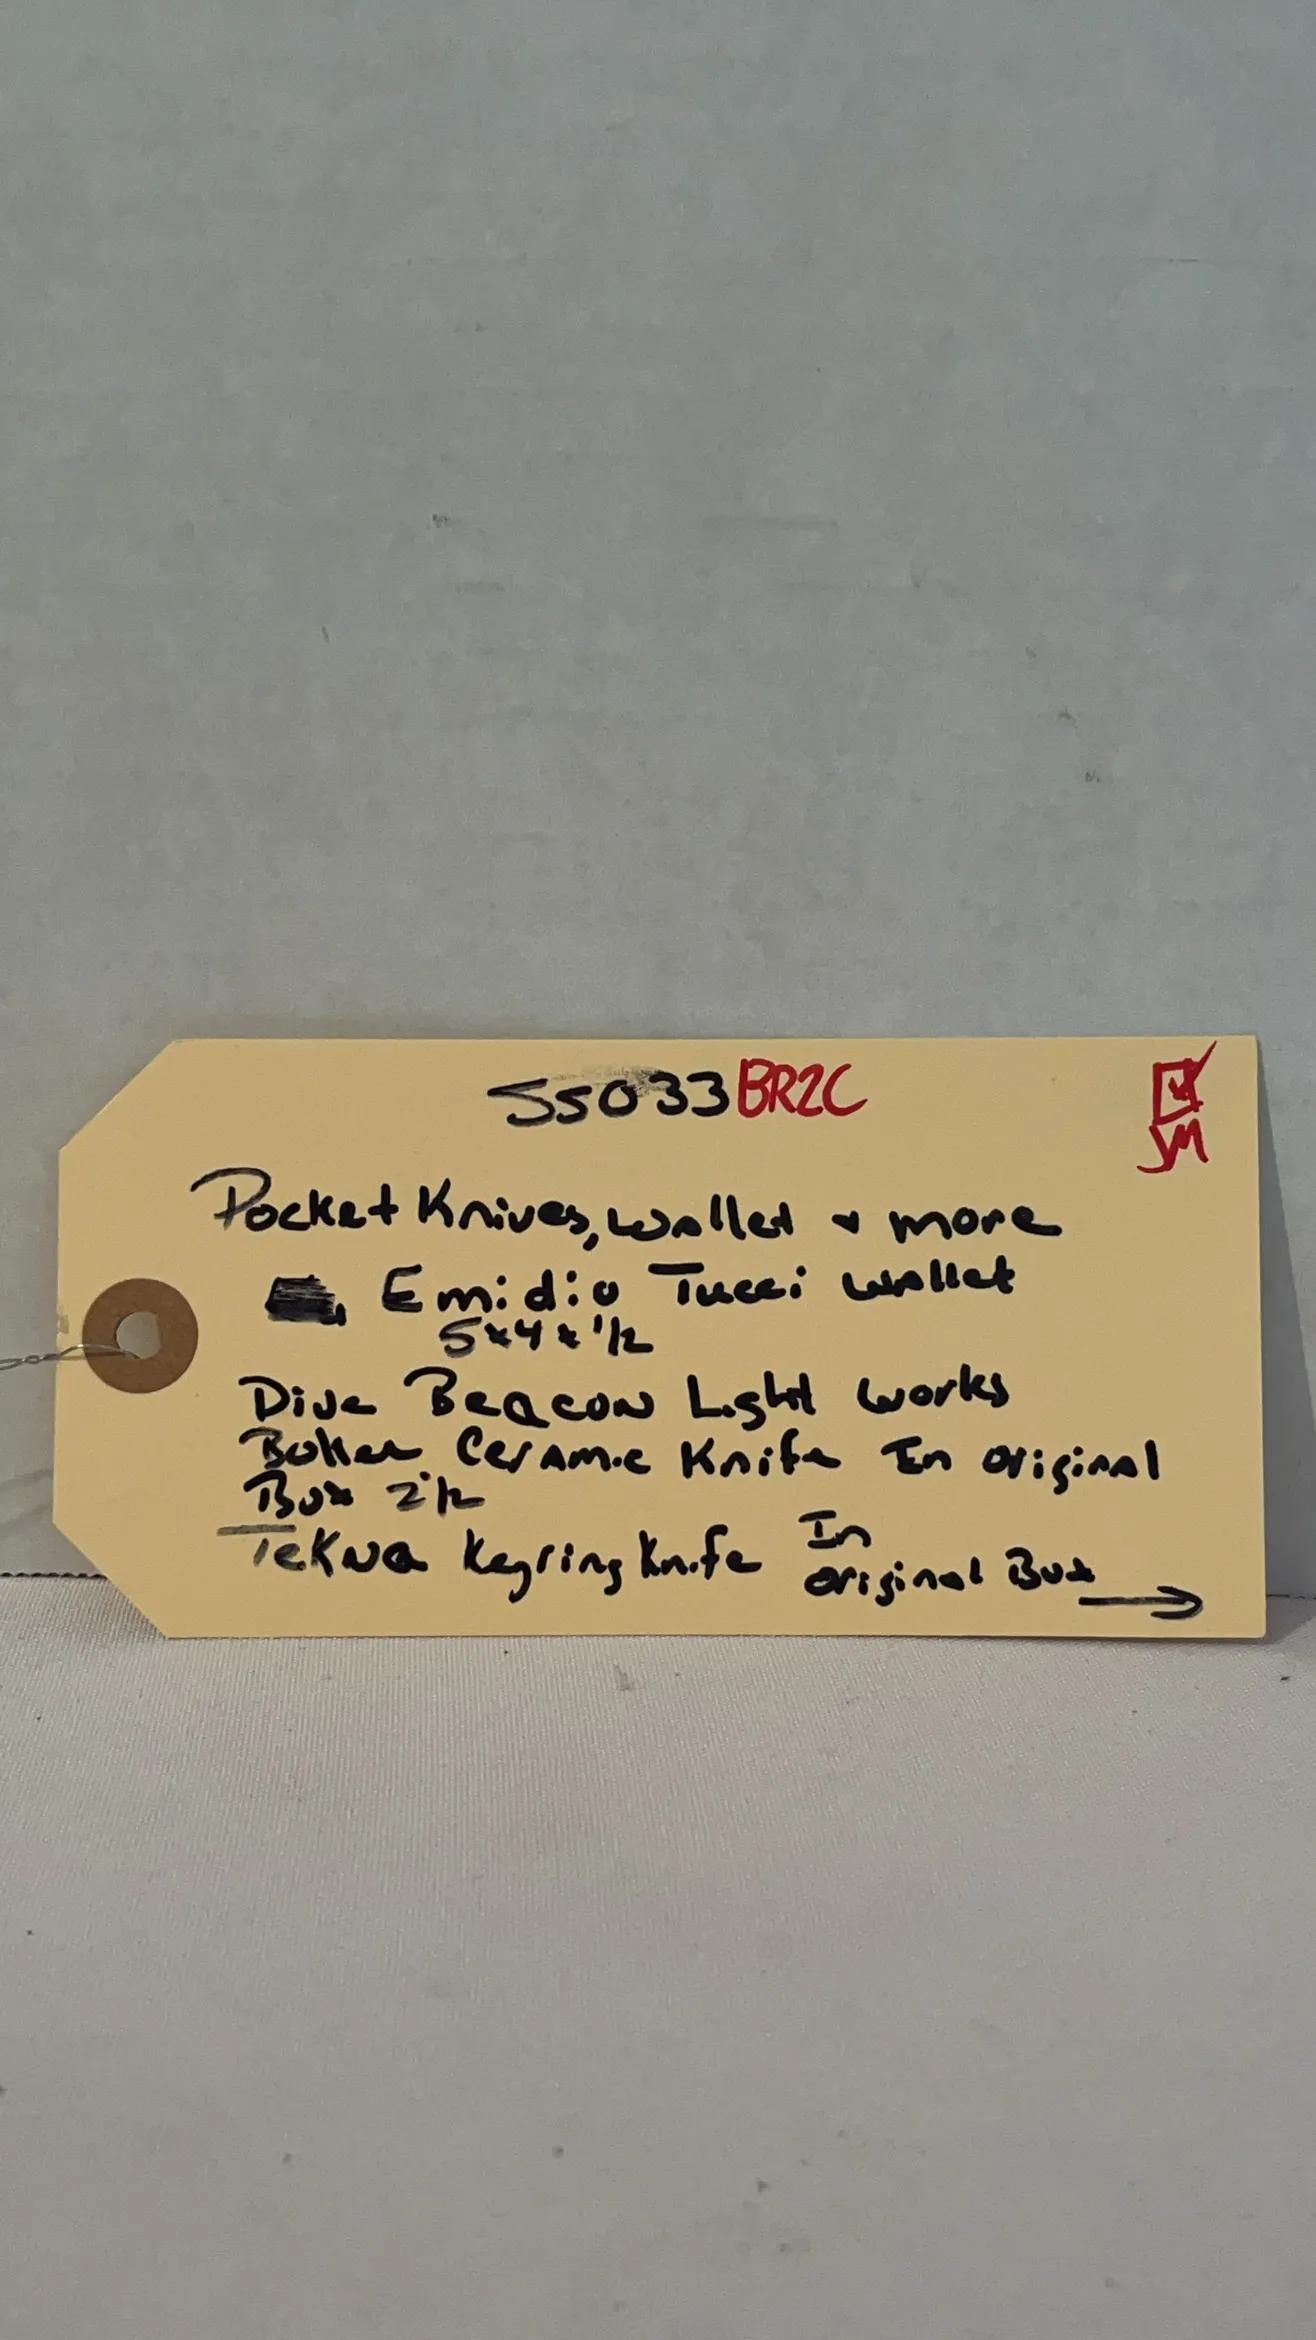 55033BR2C
JM
Pocket Knives, wallet & more
Emidio Tucci wallet
5x4x1/2
Dive Beacon Light works
Boker Ceramic Knife In original
Box 2 1/2
Tekna Keyring Knife In
original Box